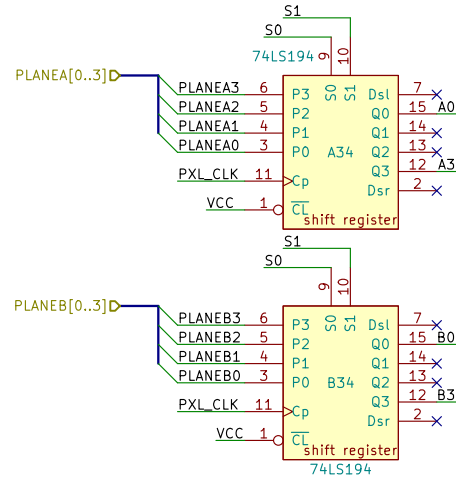 S1
S0
74LS194
9
10
PLANEA[0..3]
PLANEA3 6 P3 S0 S1 Dsl 7
PLANEA2 5 P2 Q0 15 A0
PLANEA1 4 P1 Q1 14
PLANEA0 3 P0 A34 Q2 13
Q3 12 A3
PXL_CLK 11 Cp Dsr 2
VCC 1 CL
shift register
S1
S0
9
10
PLANEB[0..3]
PLANEB3 6 P3 S0 S1 Dsl 7
PLANEB2 5 P2 Q0 15 B0
PLANEB1 4 P1 Q1 14
PLANEB0 3 P0 B34 Q2 13
Q3 12 B3
PXL_CLK 11 Cp Dsr 2
VCC 1 CL
shift register
74LS194